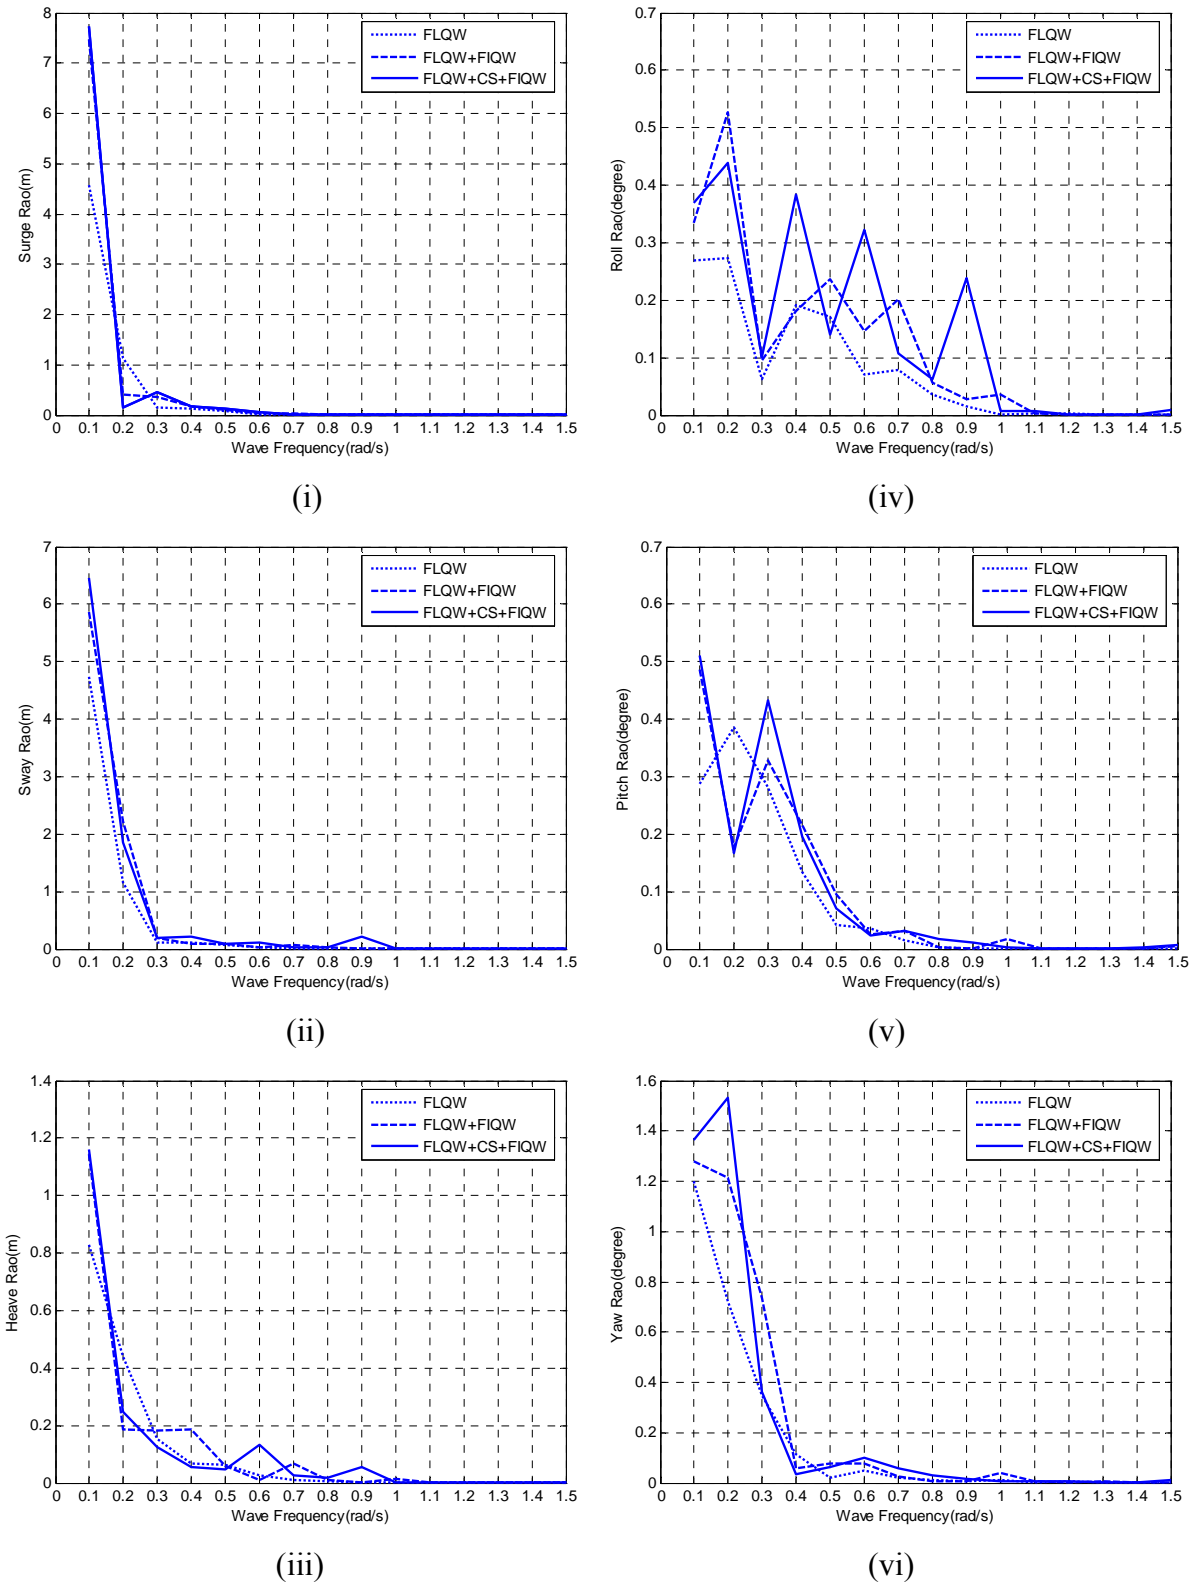 8
7
6
5
4
3
2
1
0
Surge Rao(m)
FLQW
FLQW+FIQW
FLQW+CS+FIQW
0 0.1 0.2 0.3 0.4 0.5 0.6 0.7 0.8 0.9 1 1.1 1.2 1.3 1.4 1.5
Wave Frequency(rad/s)
(i)
0.7
0.6
0.5
0.4
0.3
0.2
0.1
0
Roll Rao(degree)
FLQW
FLQW+FIQW
FLQW+CS+FIQW
0 0.1 0.2 0.3 0.4 0.5 0.6 0.7 0.8 0.9 1 1.1 1.2 1.3 1.4 1.5
Wave Frequency(rad/s)
(iv)
7
6
5
4
3
2
1
0
Sway Rao(m)
FLQW
FLQW+FIQW
FLQW+CS+FIQW
0 0.1 0.2 0.3 0.4 0.5 0.6 0.7 0.8 0.9 1 1.1 1.2 1.3 1.4 1.5
Wave Frequency(rad/s)
(ii)
0.7
0.6
0.5
0.4
0.3
0.2
0.1
0
Pitch Rao(degree)
FLQW
FLQW+FIQW
FLQW+CS+FIQW
0 0.1 0.2 0.3 0.4 0.5 0.6 0.7 0.8 0.9 1 1.1 1.2 1.3 1.4 1.5
Wave Frequency(rad/s)
(v)
1.4
1.2
1
0.8
0.6
0.4
0.2
0
Heave Rao(m)
FLQW
FLQW+FIQW
FLQW+CS+FIQW
0 0.1 0.2 0.3 0.4 0.5 0.6 0.7 0.8 0.9 1 1.1 1.2 1.3 1.4 1.5
Wave Frequency(rad/s)
(iii)
1.6
1.4
1.2
1
0.8
0.6
0.4
0.2
0
Yaw Rao(degree)
FLQW
FLQW+FIQW
FLQW+CS+FIQW
0 0.1 0.2 0.3 0.4 0.5 0.6 0.7 0.8 0.9 1 1.1 1.2 1.3 1.4 1.5
Wave Frequency(rad/s)
(vi)